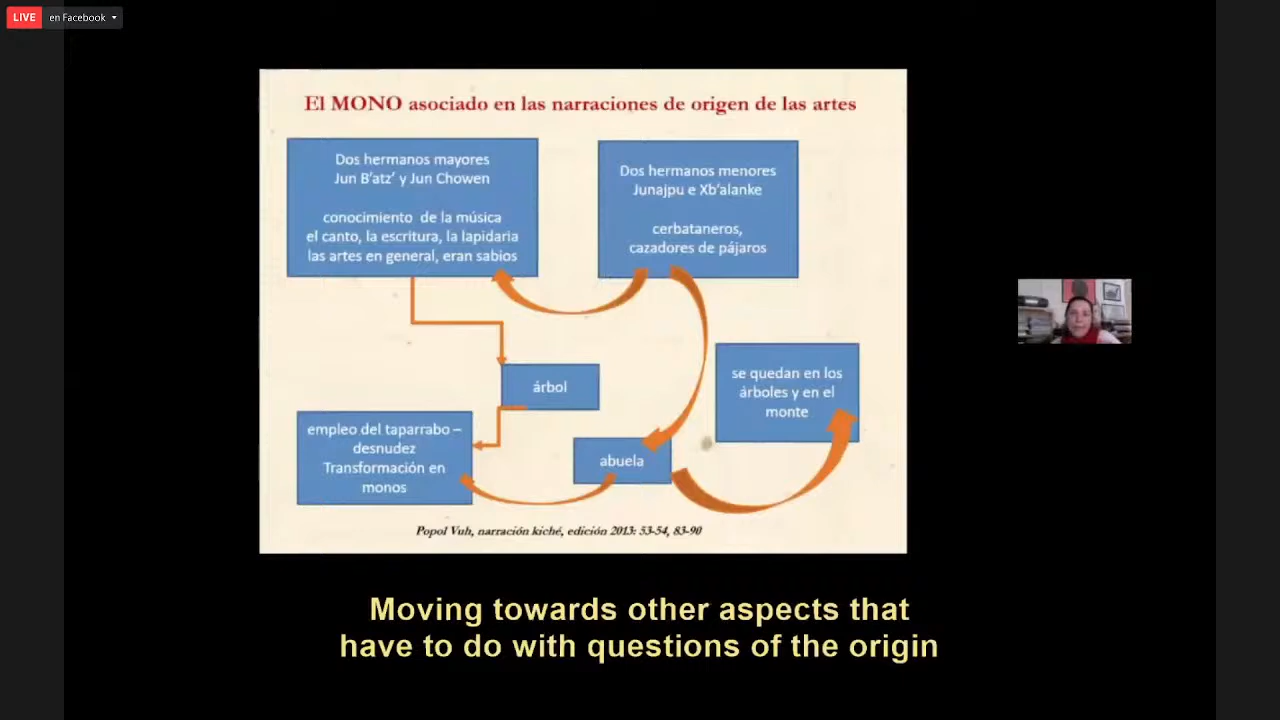 LIVE en Facebook
El MONO asociado en las narraciones de origen de las artes
Dos hermanos mayores
Jun B'atz' y Jun Chowen
conocimiento de la música
el canto, la escritura, la lapidaria
las artes en general, eran sabios
Dos hermanos menores
Junajpu e Xb'alanke
cerbataneros,
cazadores de pájaros
árbol
se quedan en los
árboles y en el
monte
empleo del taparrabo –
desnudez
Transformación en
monos
abuela
Popol Vuh, narración kiché, edición 2013: 53-54, 83-90
Moving towards other aspects that
have to do with questions of the origin